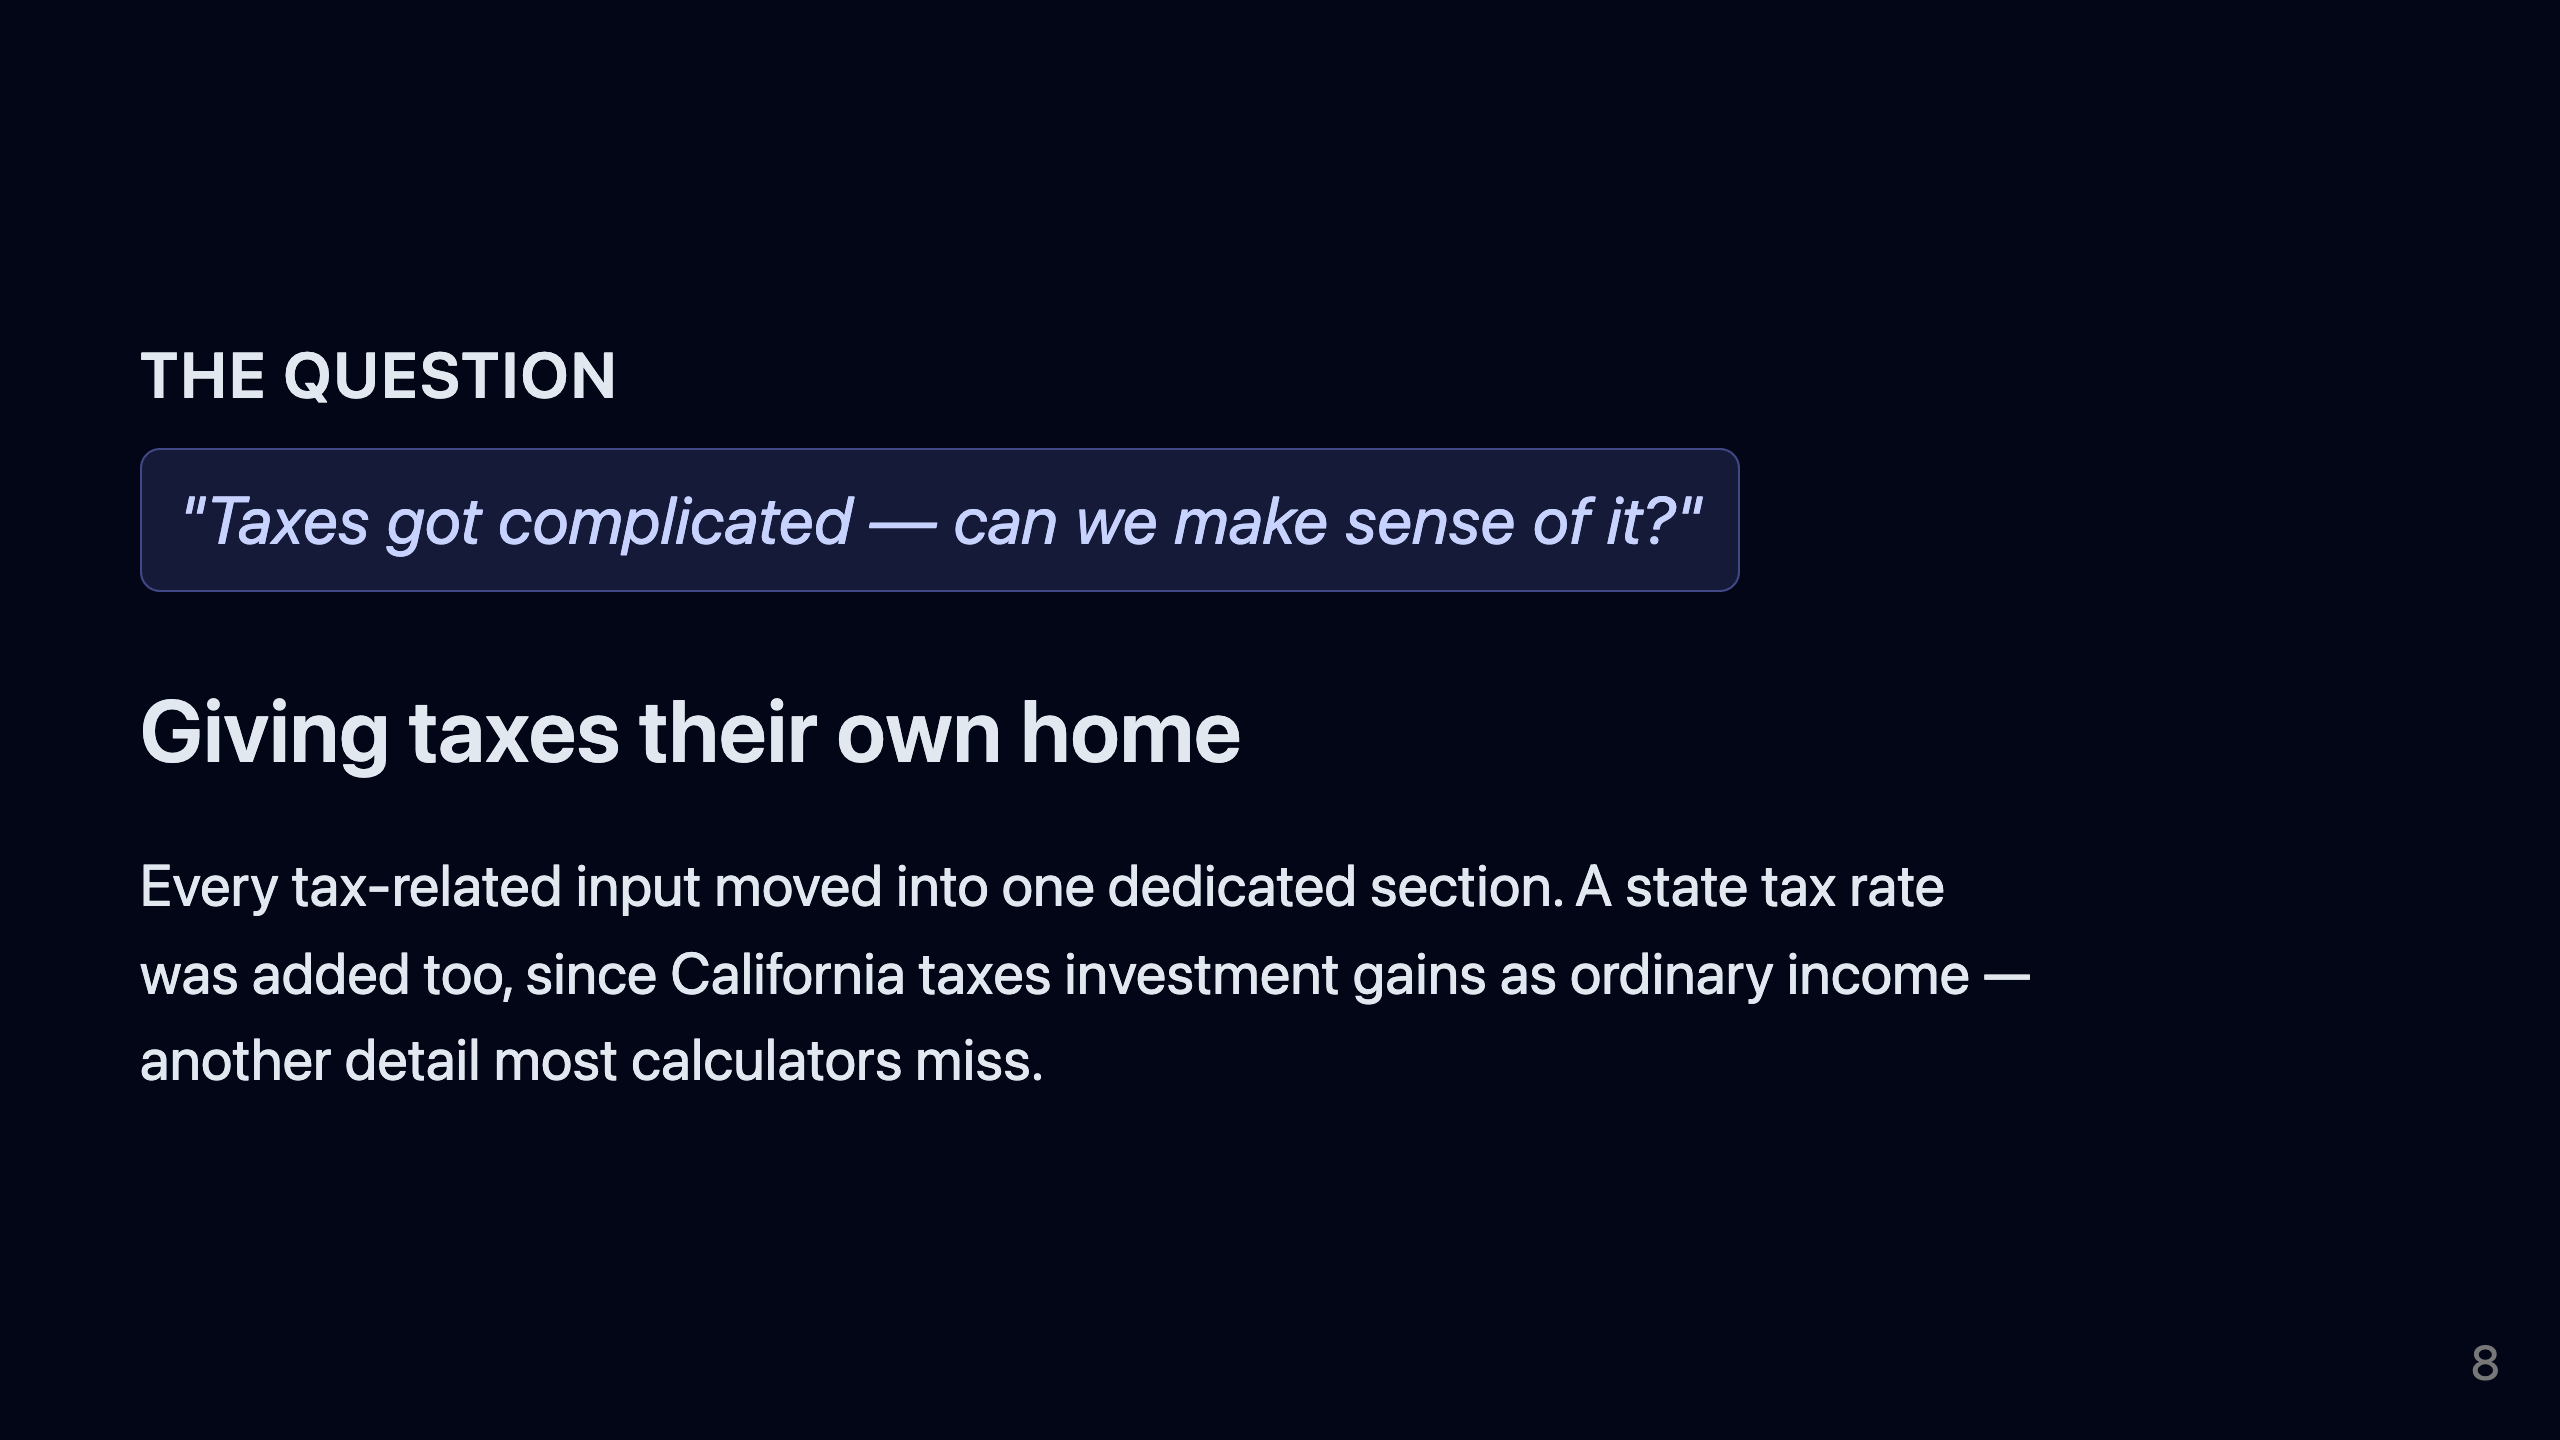 THE QUESTION
"Taxes got complicated — can we make sense of it?"
Giving taxes their own home
Every tax-related input moved into one dedicated section. A state tax rate
was added too, since California taxes investment gains as ordinary income —
another detail most calculators miss.
8